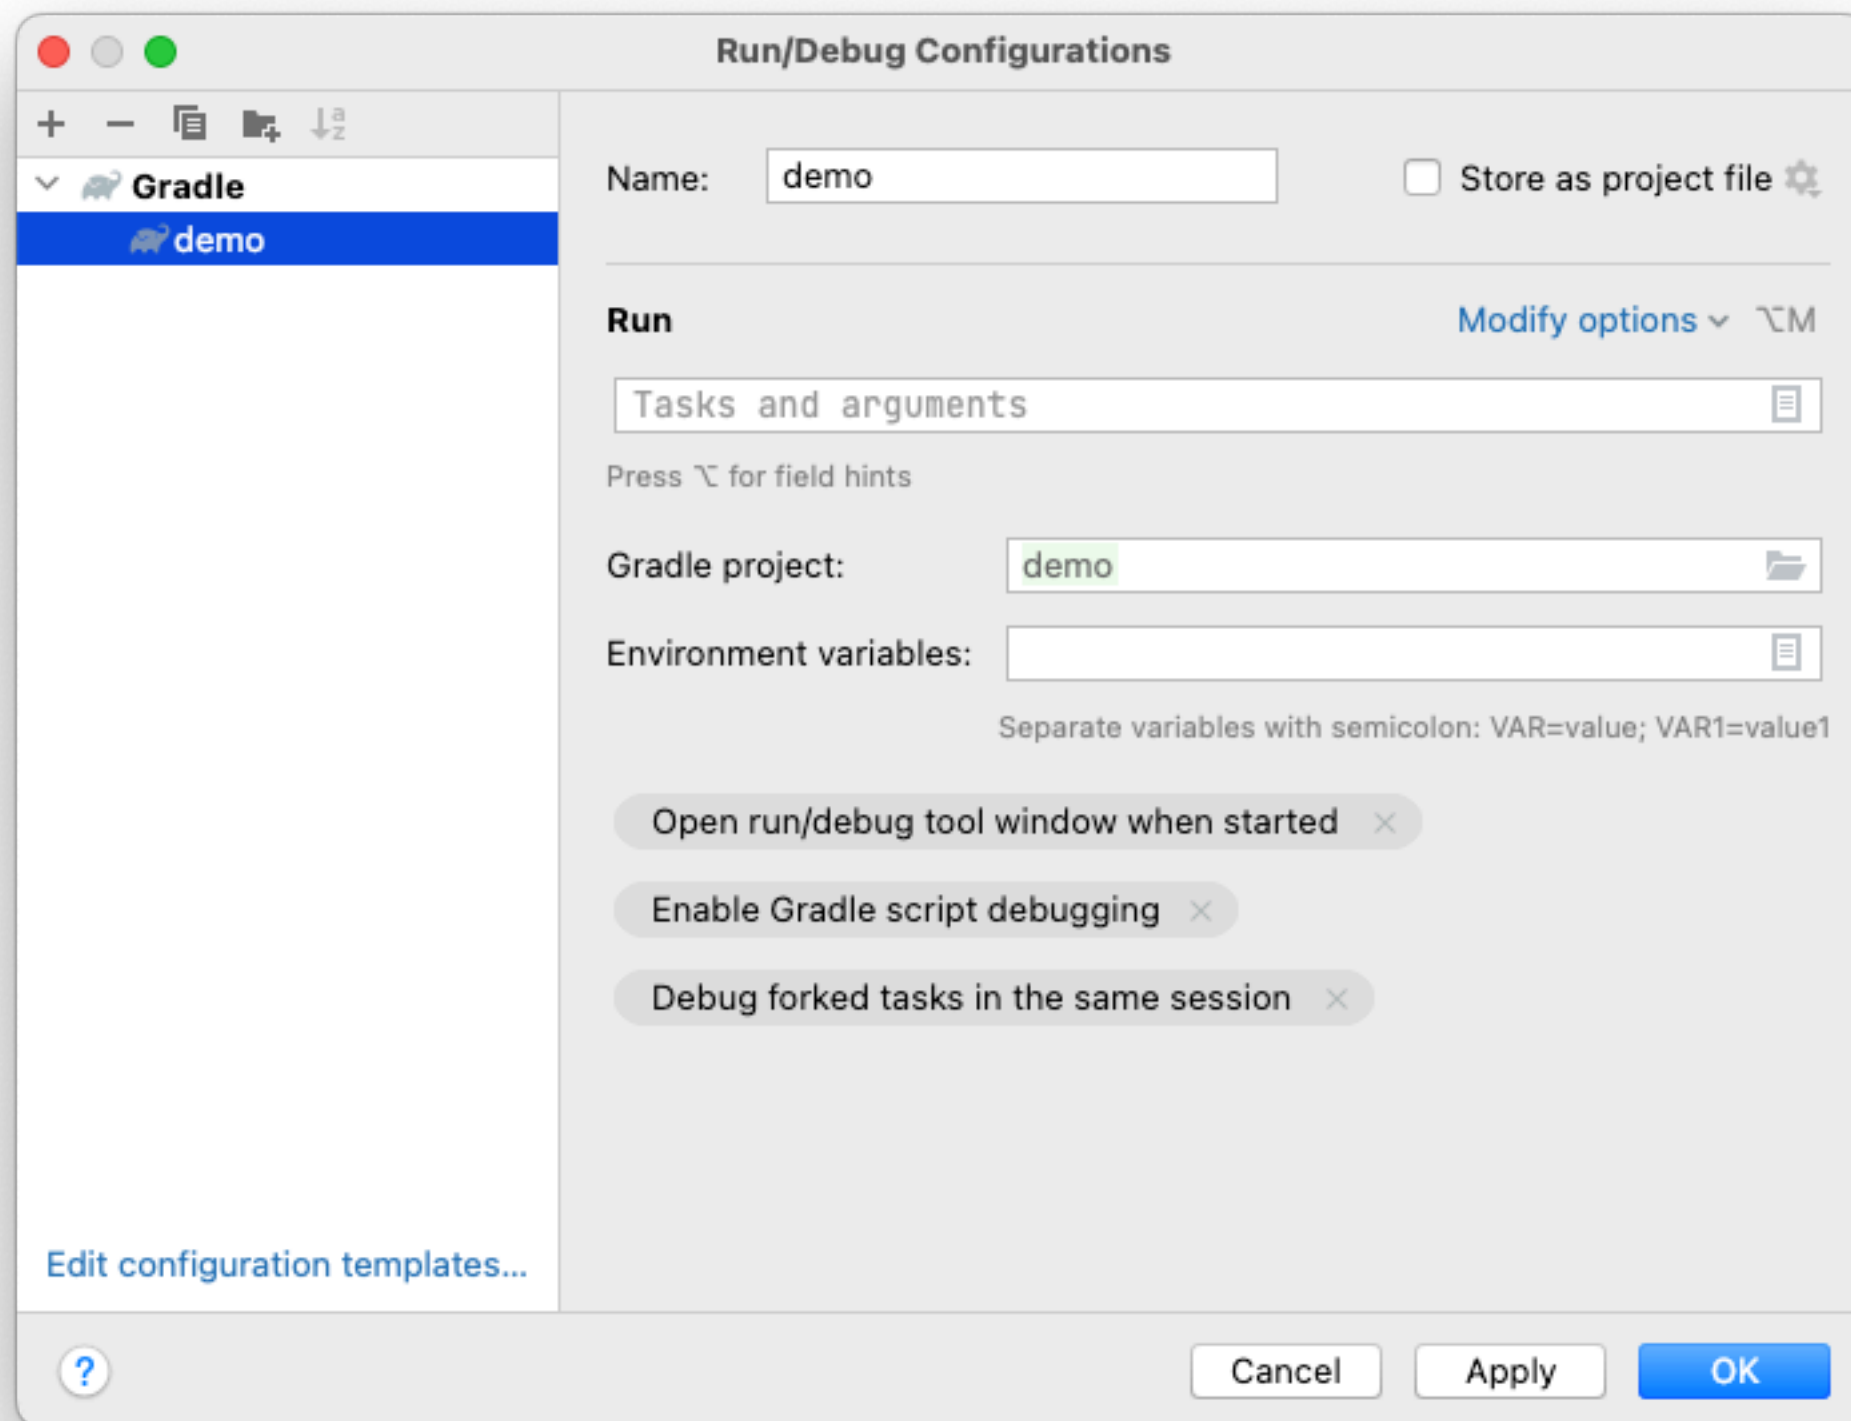 Run/Debug Configurations
Gradle
demo
Edit configuration templates...
Name: demo Store as project file
Run Modify options ⌥M
Tasks and arguments
Press ⌥ for field hints
Gradle project: demo
Environment variables:
Separate variables with semicolon: VAR=value; VAR1=value1
Open run/debug tool window when started
Enable Gradle script debugging
Debug forked tasks in the same session
? Cancel Apply OK